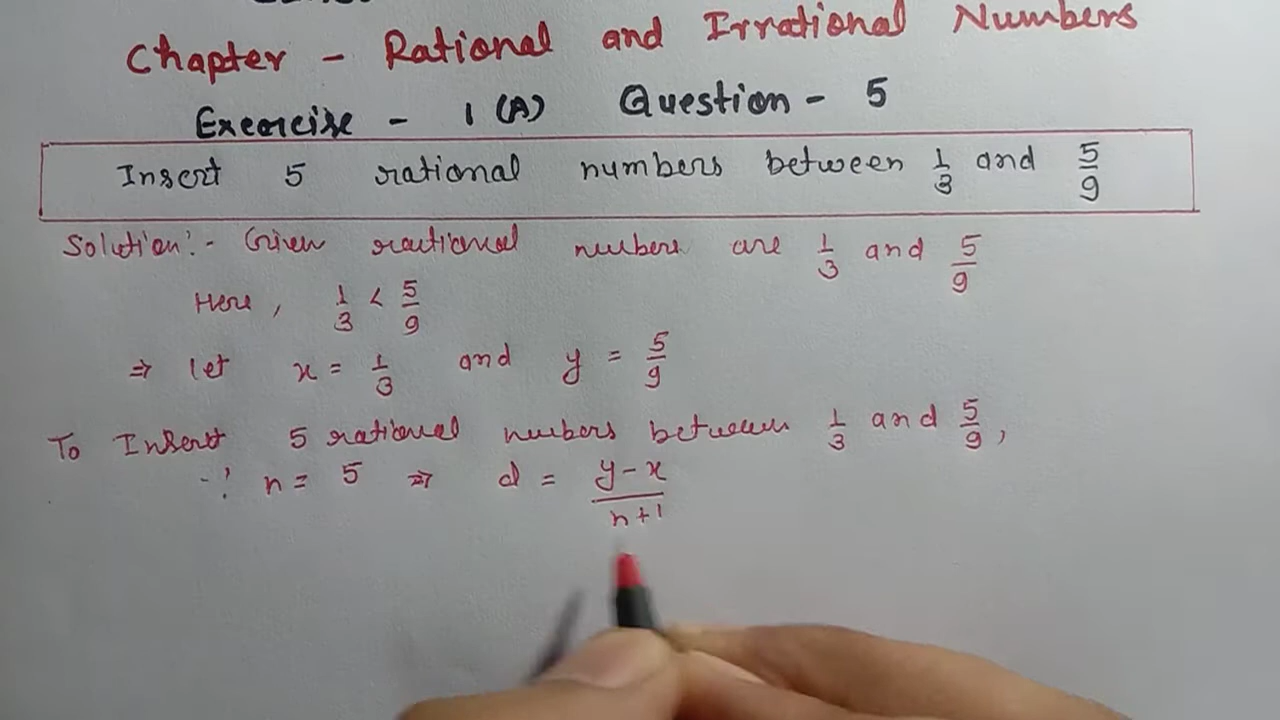 Chapter - Rational and Irrational Numbers
Exercise - 1 (A) Question - 5
Insert 5 rational numbers between 1/3 and 5/9
Solution:- Given rational numbers are 1/3 and 5/9
Here, 1/3 < 5/9
⇒ let x = 1/3 and y = 5/9
To Insert 5 rational numbers between 1/3 and 5/9,
∵ n = 5 ⇒ d = (y-x)/(n+1)